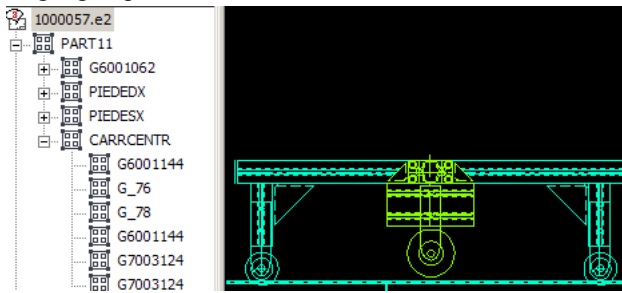 1000057.e2
PART11
G6001062
PIEDEDX
PIEDESX
CARRCENTR
G6001144
G_76
G_78
G6001144
G7003124
G7003124